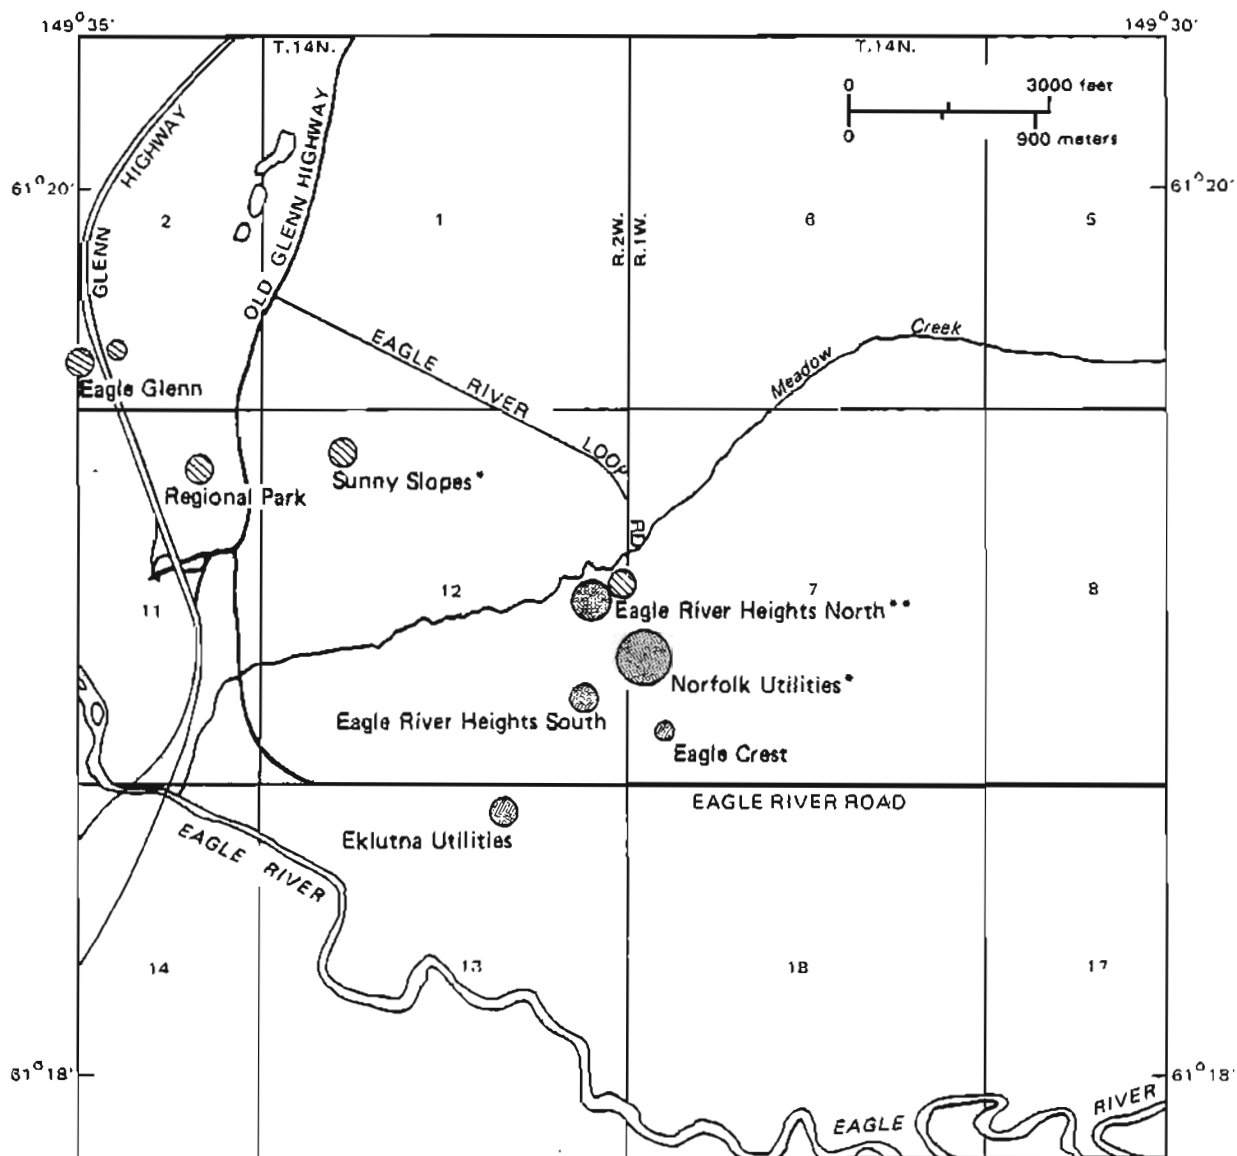 149° 35'
149° 30'
T.14N.
T.14N.
0 3000 feet
0 900 meters
61° 20'
61° 20'
GLENN HIGHWAY
OLD GLENN HIGHWAY
2
1
R.2W.
R.1W.
6
5
EAGLE RIVER LOOP RD.
Meadow Creek
Eagle Glenn
Regional Park
Sunny Slopes*
11
12
7
8
Eagle River Heights North**
Norfolk Utilities*
Eagle River Heights South
Eagle Crest
EAGLE RIVER ROAD
Eklutna Utilities
EAGLE RIVER
14
13
18
17
61° 18'
61° 18'
EAGLE RIVER